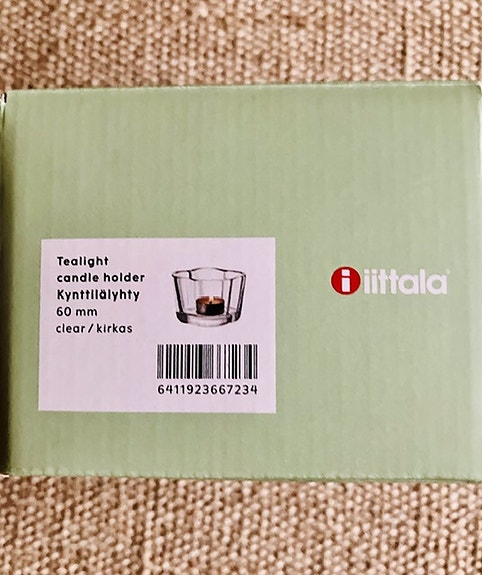 Tealight
candle holder
Kynttilälyhty
60 mm
clear / kirkas
6411923667234
i iittala